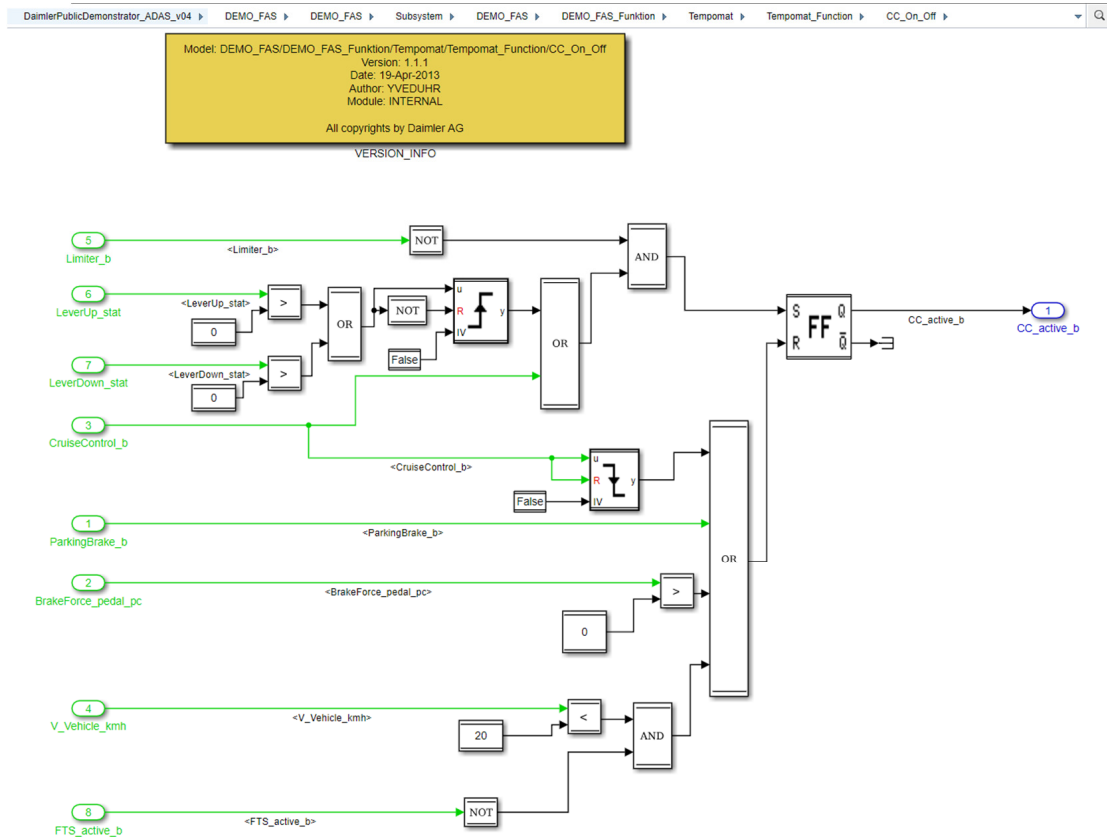 DaimlerPublicDemonstrator_ADAS_v04 DEMO_FAS DEMO_FAS Subsystem DEMO_FAS DEMO_FAS_Funktion Tempomat Tempomat_Function CC_On_Off
Model: DEMO_FAS/DEMO_FAS_Funktion/Tempomat/Tempomat_Function/CC_On_Off
Version: 1.1.1
Date: 19-Apr-2013
Author: YVEDUHR
Module: INTERNAL
All copyrights by Daimler AG
VERSION_INFO
5
Limiter_b
<Limiter_b>
NOT
AND
6
LeverUp_stat
<LeverUp_stat>
0
>
OR
NOT
u
R
IV
y
False
OR
7
LeverDown_stat
<LeverDown_stat>
0
>
S Q
FF
R Q
CC_active_b
1
CC_active_b
3
CruiseControl_b
<CruiseControl_b>
u
R
IV
y
False
1
ParkingBrake_b
<ParkingBrake_b>
OR
2
BrakeForce_pedal_pc
<BrakeForce_pedal_pc>
>
0
4
V_Vehicle_kmh
<V_Vehicle_kmh>
<
20
AND
8
FTS_active_b
<FTS_active_b>
NOT